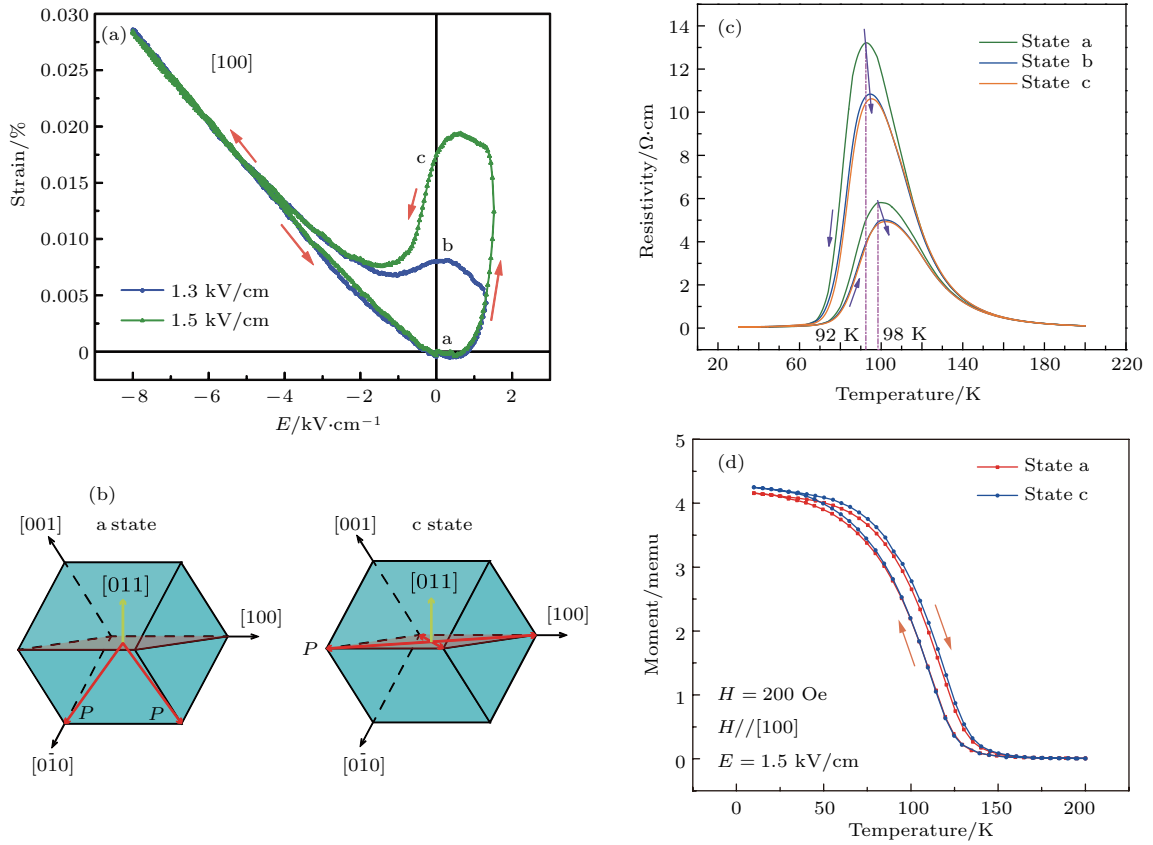 (a)
[100]
Strain/%
0.030
0.025
0.020
0.015
0.010
0.005
0
c
b
a
1.3 kV/cm
1.5 kV/cm
−8
−6
−4
−2
0
2
E/kV·cm⁻¹
(c)
State a
State b
State c
Resistivity/Ω·cm
14
12
10
8
6
4
2
0
92 K
98 K
20
60
100
140
180
220
Temperature/K
(b)
a state
[001]
[011]
[100]
P
P
[01̄0]
c state
[001]
[011]
[100]
P
[01̄0]
(d)
State a
State c
Moment/memu
5
4
3
2
1
0
H = 200 Oe
H//[100]
E = 1.5 kV/cm
0
50
100
150
200
Temperature/K